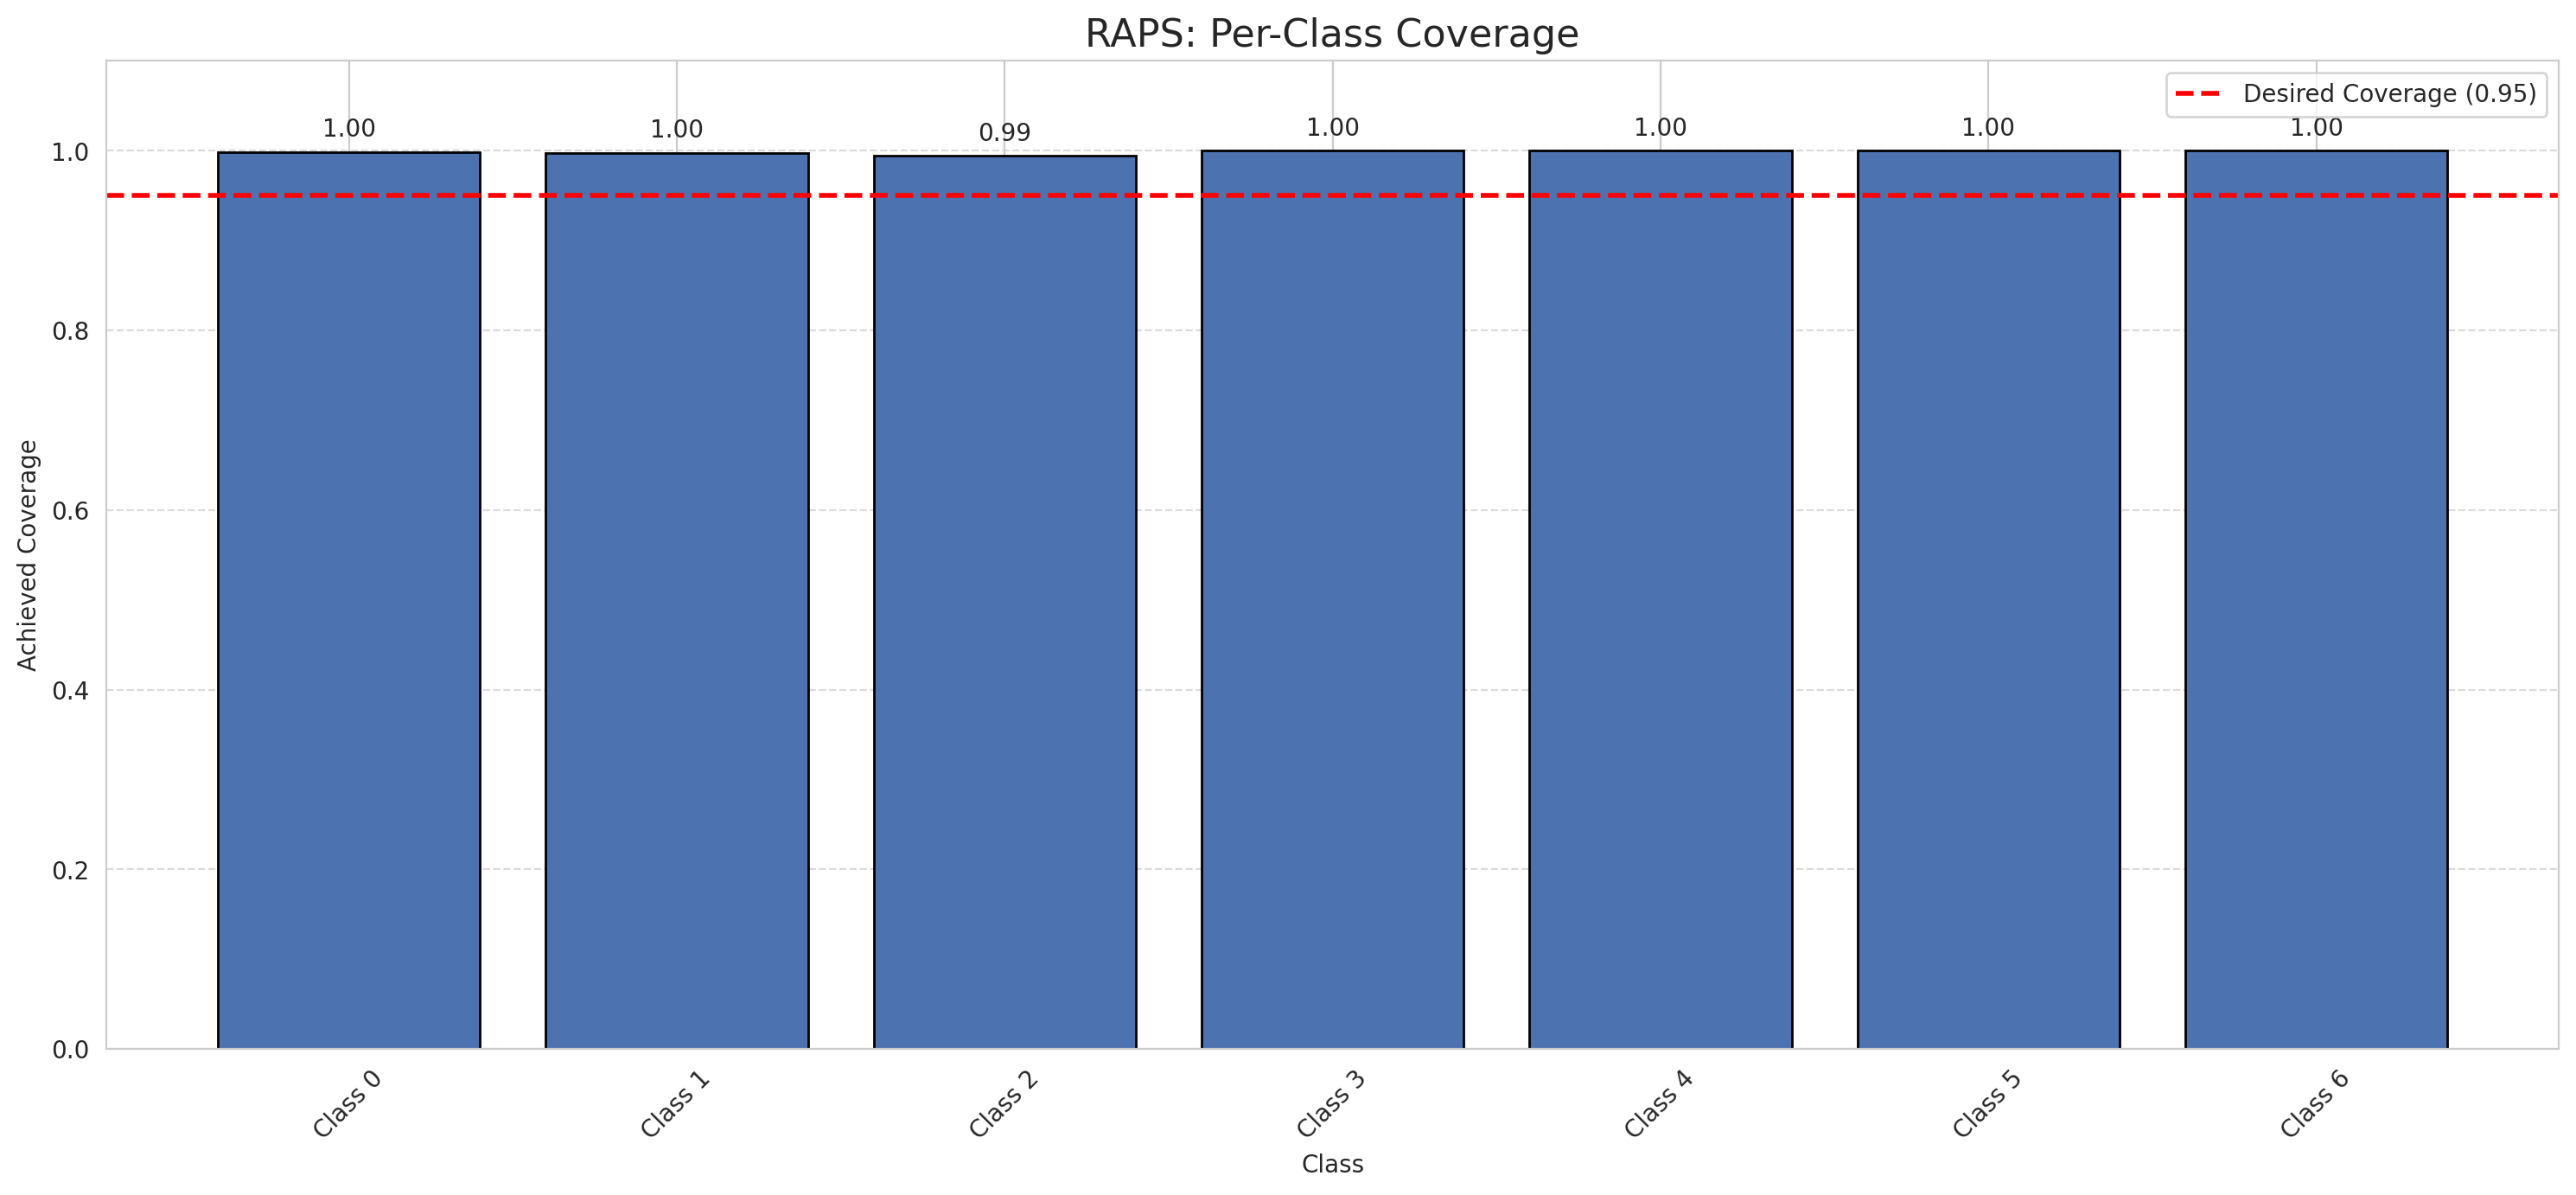 RAPS: Per-Class Coverage
Desired Coverage (0.95)
1.00
1.00
0.99
1.00
1.00
1.00
1.00
1.0
0.8
0.6
0.4
0.2
0.0
Achieved Coverage
Class 0
Class 1
Class 2
Class 3
Class 4
Class 5
Class 6
Class